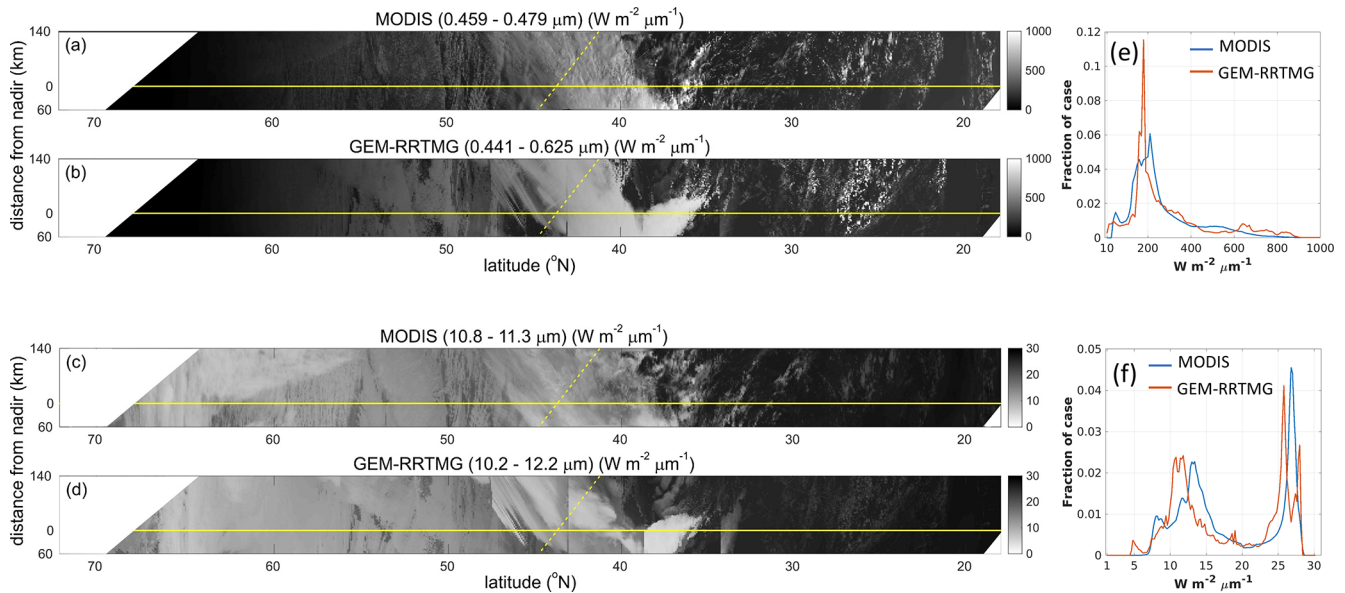 MODIS (0.459 - 0.479 µm) (W m-2 µm-1)
(a)
140
0
60
70 60 50 40 30 20
1000
500
0
GEM-RRTMG (0.441 - 0.625 µm) (W m-2 µm-1)
(b)
140
0
60
70 60 50 40 30 20
1000
500
0
distance from nadir (km)
latitude (oN)
(e)
MODIS
GEM-RRTMG
Fraction of case
0.12
0.1
0.08
0.06
0.04
0.02
0
10 200 400 600 800 1000
W m-2 µm-1
MODIS (10.8 - 11.3 µm) (W m-2 µm-1)
(c)
140
0
60
70 60 50 40 30 20
30
20
10
0
GEM-RRTMG (10.2 - 12.2 µm) (W m-2 µm-1)
(d)
140
0
60
70 60 50 40 30 20
30
20
10
0
distance from nadir (km)
latitude (oN)
(f)
MODIS
GEM-RRTMG
Fraction of case
0.05
0.04
0.03
0.02
0.01
0
1 5 10 15 20 25 30
W m-2 µm-1